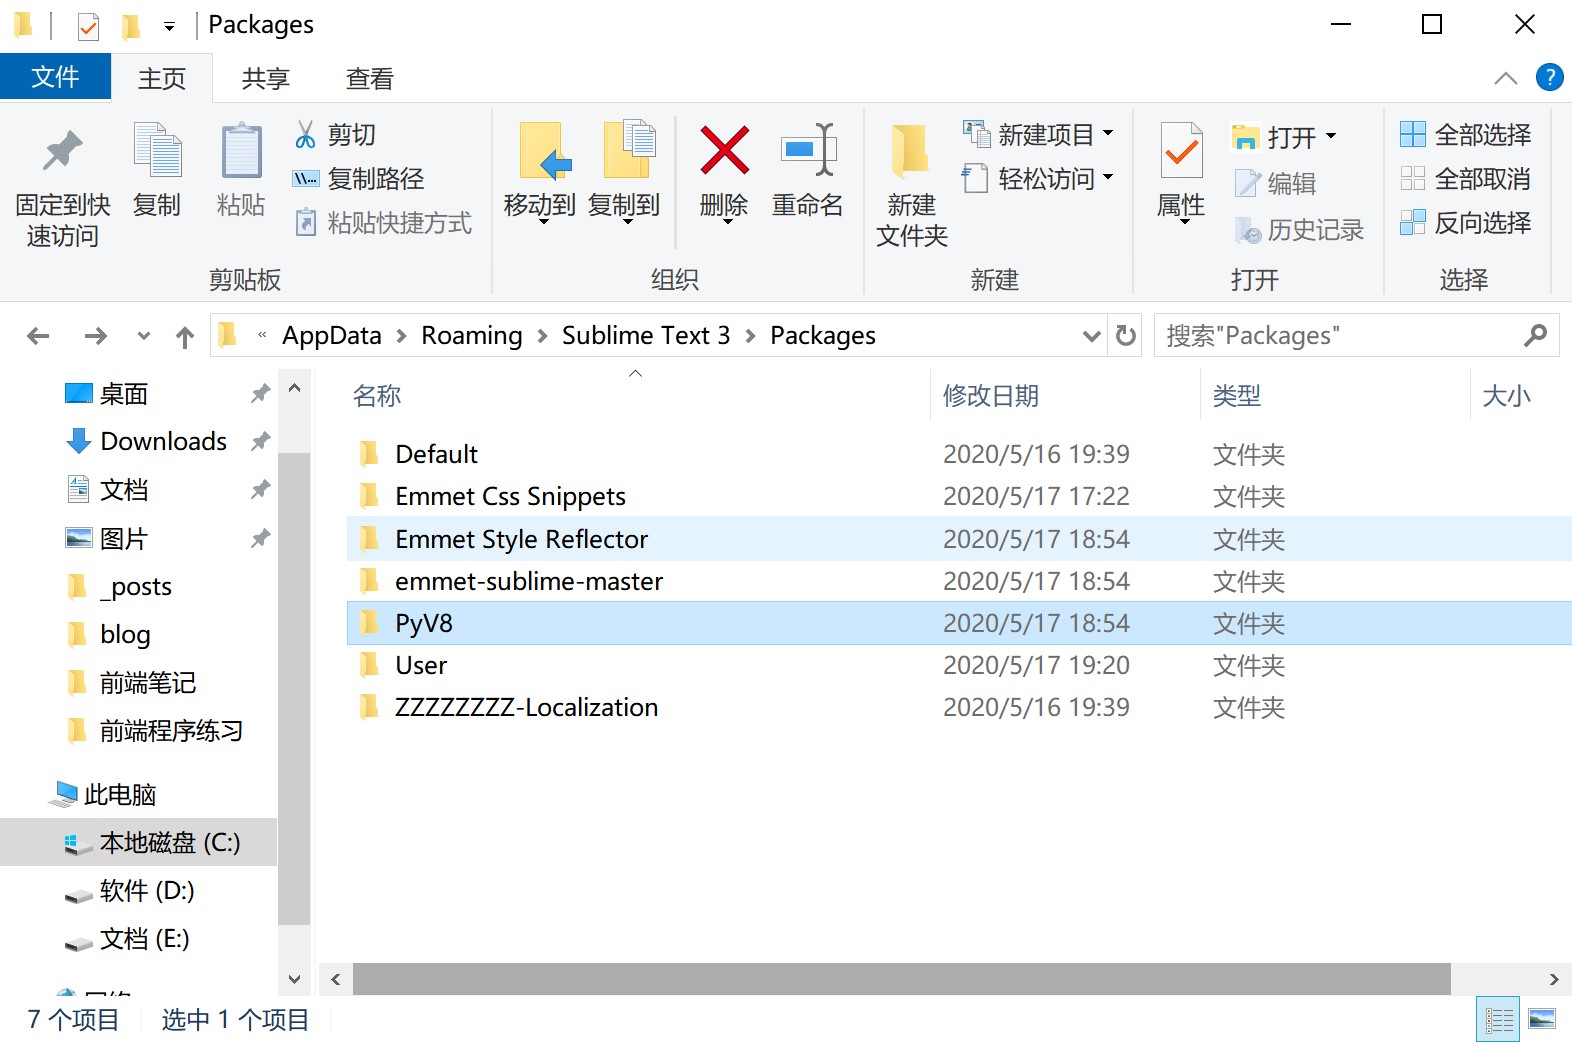 Packages
文件 主页 共享 查看
固定到快速访问
复制
粘贴
剪切
复制路径
粘贴快捷方式
剪贴板
移动到
复制到
删除
重命名
组织
新建文件夹
新建项目
轻松访问
新建
属性
打开
编辑
历史记录
打开
全部选择
全部取消
反向选择
选择
« AppData > Roaming > Sublime Text 3 > Packages
搜索"Packages"
桌面
Downloads
文档
图片
_posts
blog
前端笔记
前端程序练习
此电脑
本地磁盘 (C:)
软件 (D:)
文档 (E:)
名称 修改日期 类型 大小
Default 2020/5/16 19:39 文件夹
Emmet Css Snippets 2020/5/17 17:22 文件夹
Emmet Style Reflector 2020/5/17 18:54 文件夹
emmet-sublime-master 2020/5/17 18:54 文件夹
PyV8 2020/5/17 18:54 文件夹
User 2020/5/17 19:20 文件夹
ZZZZZZZZ-Localization 2020/5/16 19:39 文件夹
7 个项目 选中 1 个项目